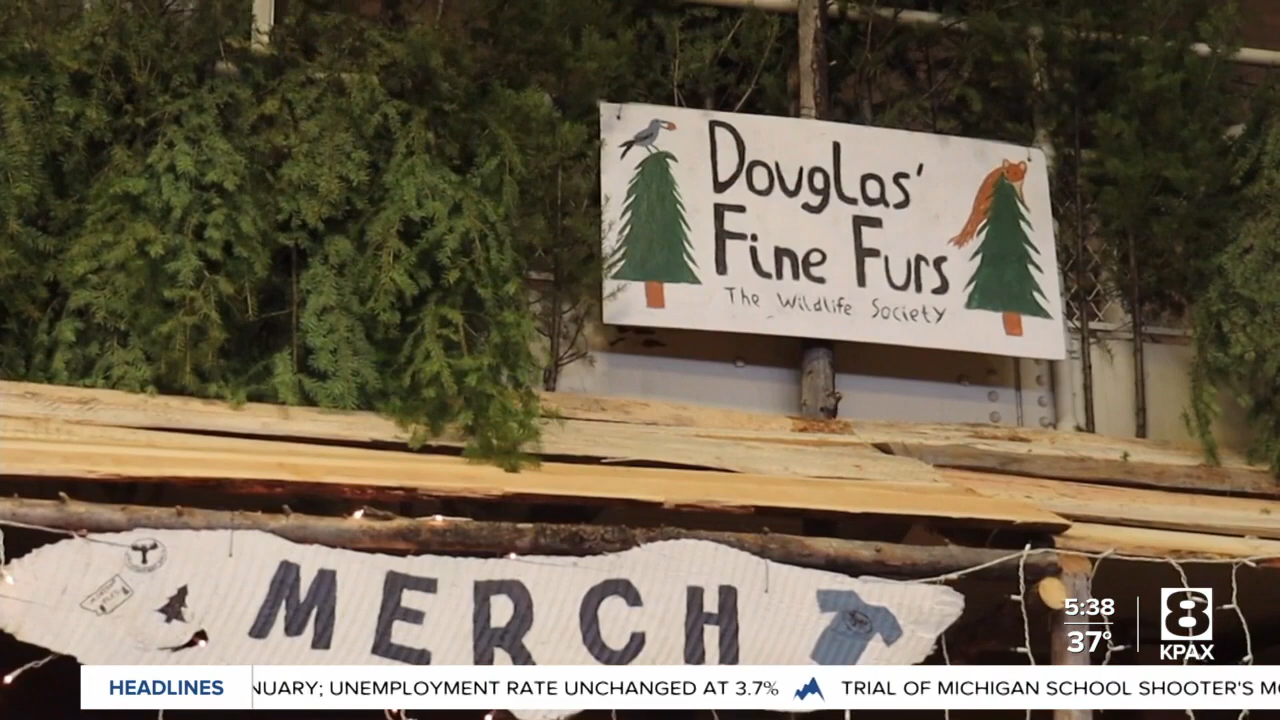 Douglas'
Fine Furs
The Wildlife Society
MERCH
5:38
37°
8
KPAX
HEADLINES
NUARY; UNEMPLOYMENT RATE UNCHANGED AT 3.7%
TRIAL OF MICHIGAN SCHOOL SHOOTER'S M